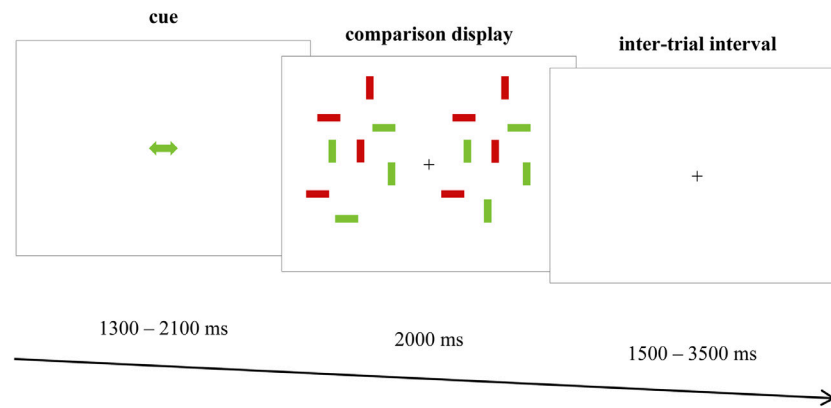 cue
comparison display
inter-trial interval
1300 – 2100 ms
2000 ms
1500 – 3500 ms